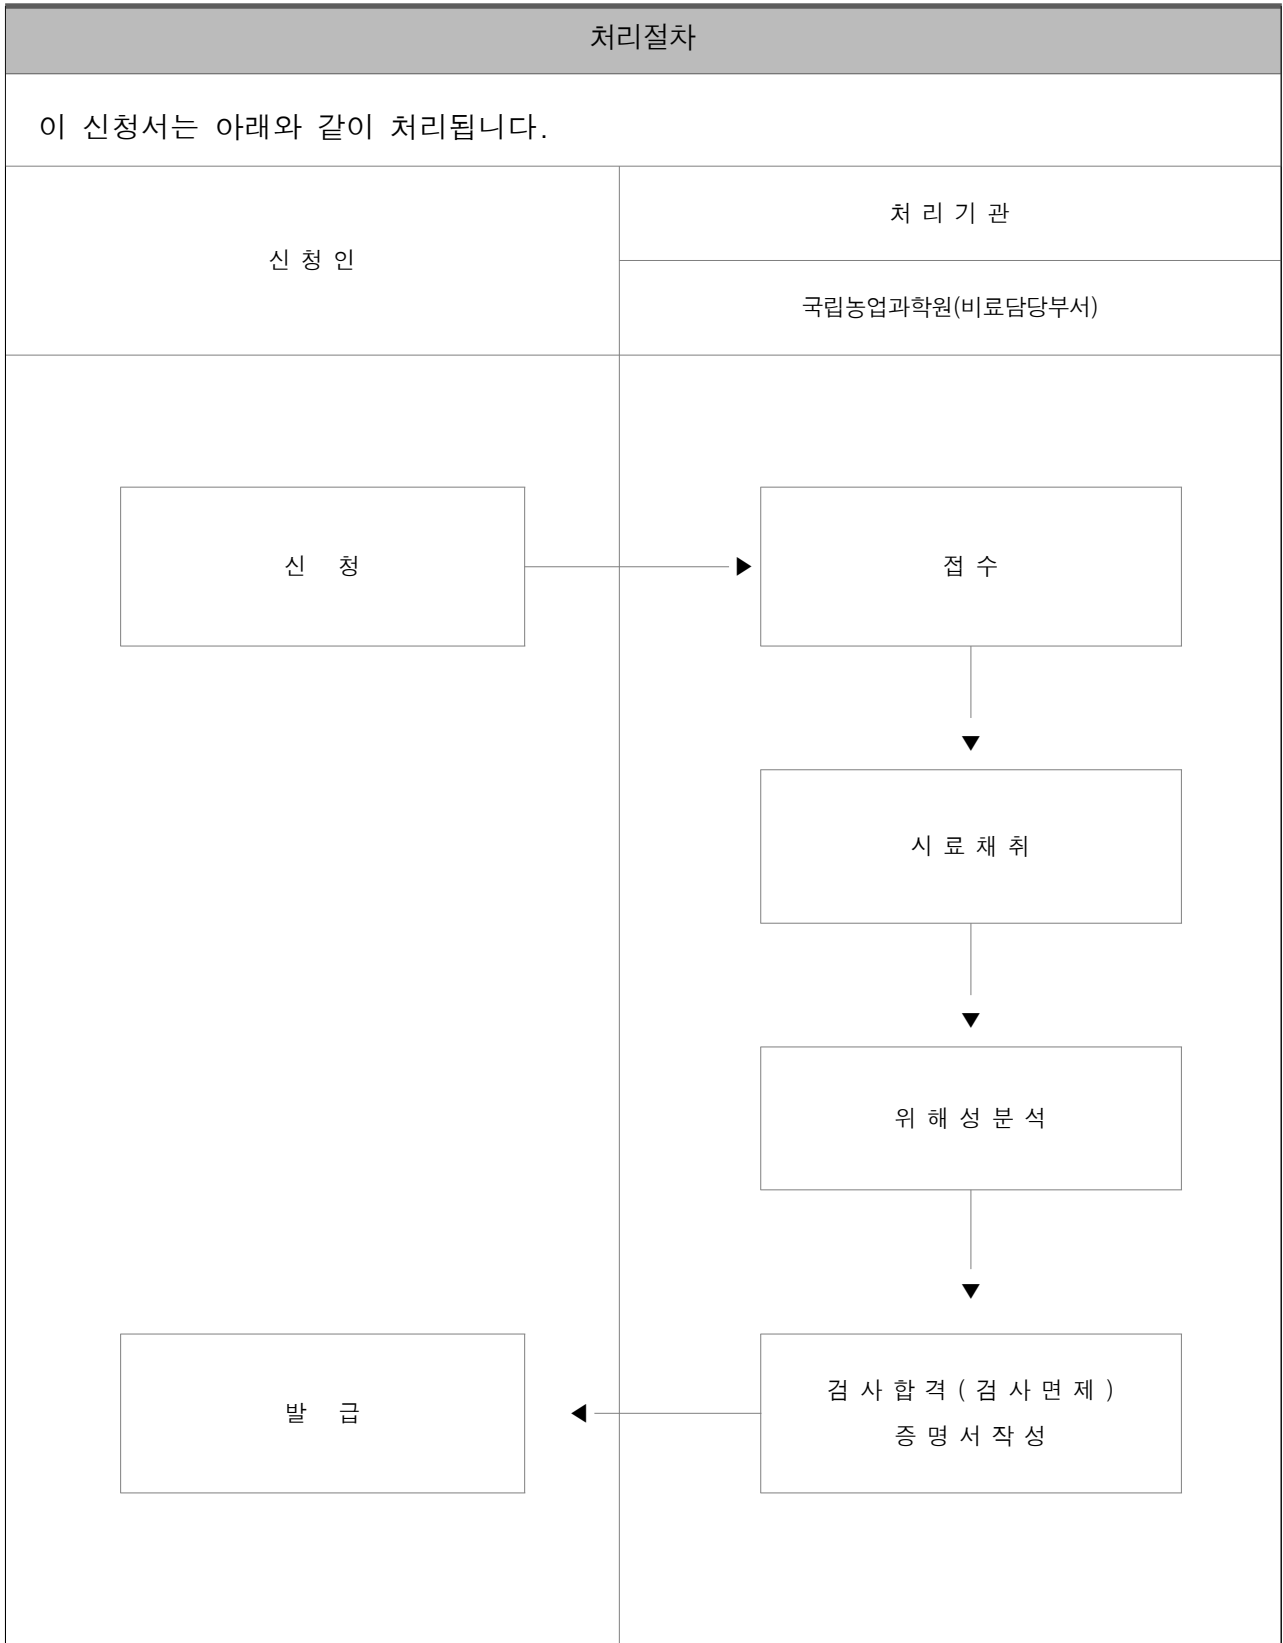 처리절차
이 신청서는 아래와 같이 처리됩니다.
신 청 인
처 리 기 관
국립농업과학원(비료담당부서)
신 청
▶
접 수
▼
시 료 채 취
▼
위 해 성 분 석
▼
검 사 합 격 ( 검 사 면 제 )
증 명 서 작 성
◀
발 급